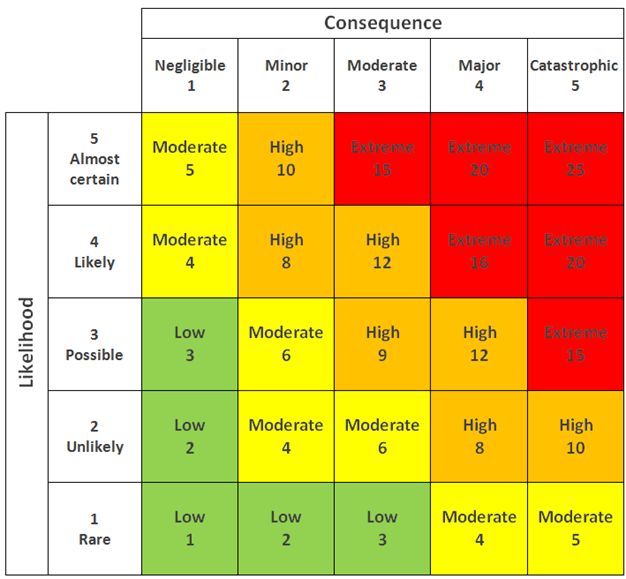 Consequence
Negligible Minor Moderate Major Catastrophic
1 2 3 4 5
Likelihood
5
Almost
certain
Moderate High Extreme Extreme Extreme
5 10 15 20 25
4
Likely
Moderate High High Extreme Extreme
4 8 12 16 20
3
Possible
Low Moderate High High Extreme
3 6 9 12 15
2
Unlikely
Low Moderate Moderate High High
2 4 6 8 10
1
Rare
Low Low Low Moderate Moderate
1 2 3 4 5